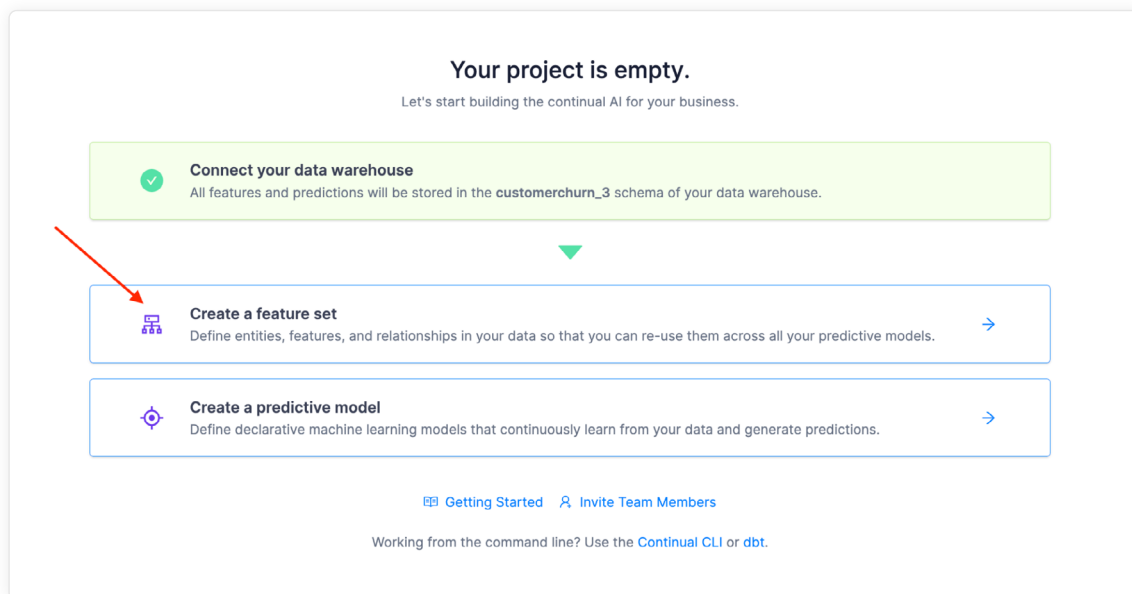 Your project is empty.
Let's start building the continual AI for your business.
Connect your data warehouse
All features and predictions will be stored in the customerchurn_3 schema of your data warehouse.
Create a feature set
Define entities, features, and relationships in your data so that you can re-use them across all your predictive models.
Create a predictive model
Define declarative machine learning models that continuously learn from your data and generate predictions.
Getting Started Invite Team Members
Working from the command line? Use the Continual CLI or dbt.